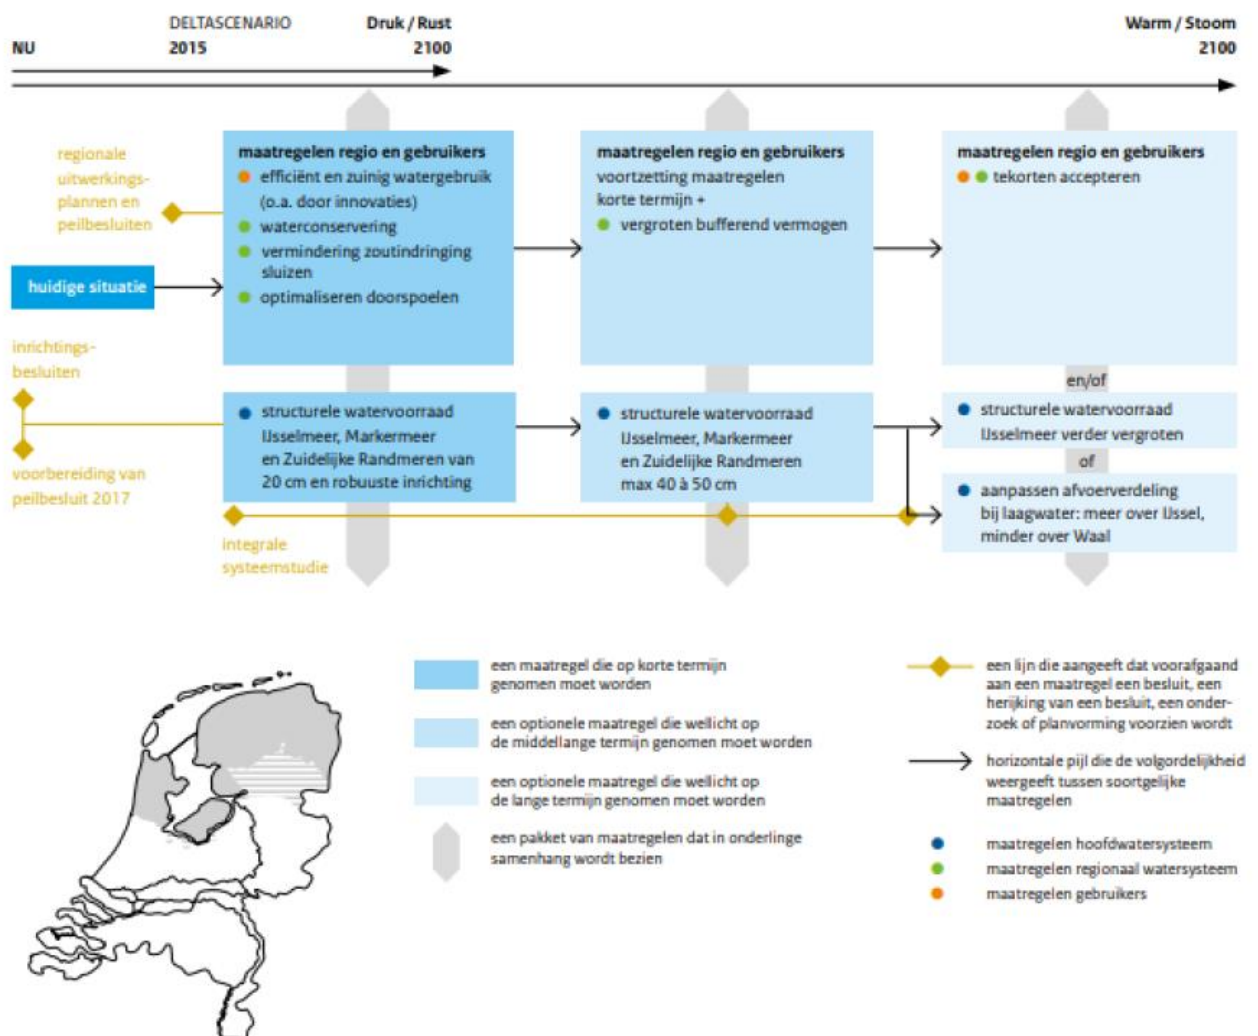 DELTASCENARIO
Druk / Rust
Warm / Stoom
NU
2015
2100
2100
regionale
uitwerkings-
plannen en
peilbesluiten
huidige situatie
inrichtings-
besluiten
voorbereiding van
peilbesluit 2017
maatregelen regio en gebruikers
efficiënt en zuinig watergebruik
(o.a. door innovaties)
waterconservering
vermindering zoutindringing
sluizen
optimaliseren doorspoelen
structurele watervoorraad
IJsselmeer, Markermeer
en Zuidelijke Randmeren van
20 cm en robuuste inrichting
integrale
systeemstudie
maatregelen regio en gebruikers
voortzetting maatregelen
korte termijn +
vergroten bufferend vermogen
structurele watervoorraad
IJsselmeer, Markermeer
en Zuidelijke Randmeren
max 40 à 50 cm
maatregelen regio en gebruikers
tekorten accepteren
en/of
structurele watervoorraad
IJsselmeer verder vergroten
of
aanpassen afvoerverdeling
bij laagwater: meer over IJssel,
minder over Waal
een maatregel die op korte termijn
genomen moet worden
een optionele maatregel die wellicht op
de middellange termijn genomen moet worden
een optionele maatregel die wellicht op
de lange termijn genomen moet worden
een pakket van maatregelen dat in onderlinge
samenhang wordt bezien
een lijn die aangeeft dat voorafgaand
aan een maatregel een besluit, een
herijking van een besluit, een onder-
zoek of planvorming voorzien wordt
horizontale pijl die de volgordelijkheid
weergeeft tussen soortgelijke
maatregelen
maatregelen hoofdwatersysteem
maatregelen regionaal watersysteem
maatregelen gebruikers